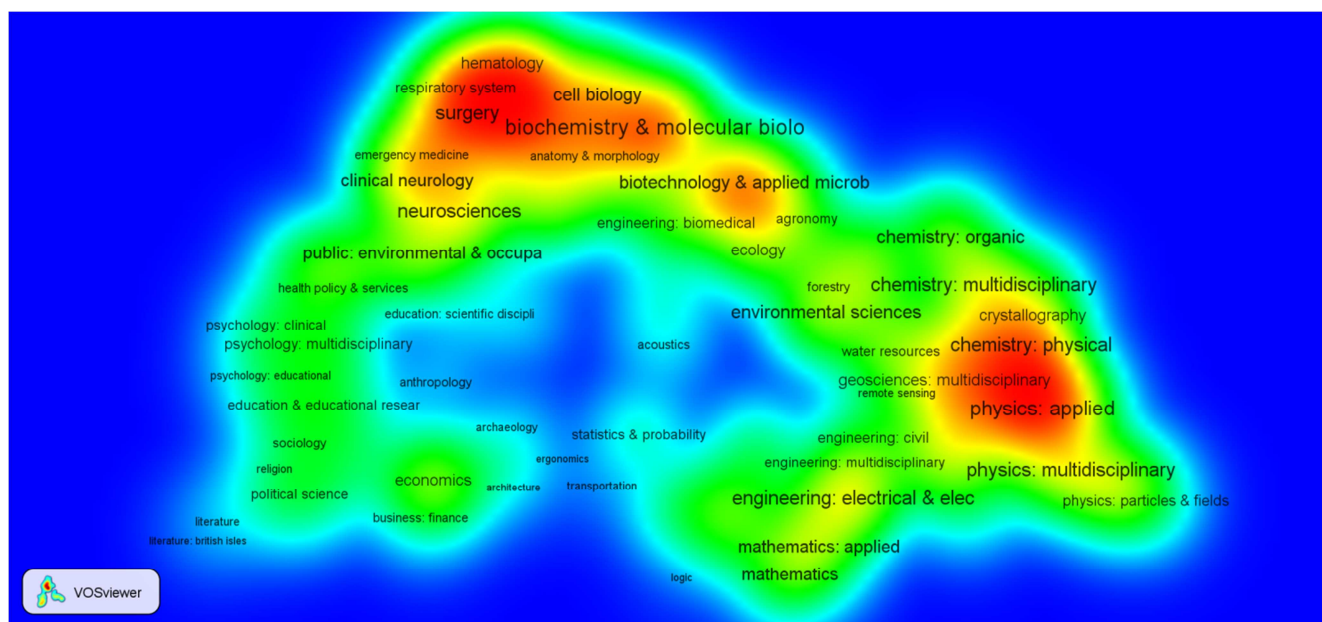 hematology
respiratory system
cell biology
surgery
biochemistry & molecular biolo
emergency medicine
anatomy & morphology
clinical neurology
biotechnology & applied microb
neurosciences
engineering: biomedical
agronomy
chemistry: organic
public: environmental & occupa
ecology
health policy & services
forestry
chemistry: multidisciplinary
education: scientific discipli
environmental sciences
crystallography
psychology: clinical
psychology: multidisciplinary
acoustics
water resources
chemistry: physical
psychology: educational
anthropology
geosciences: multidisciplinary
remote sensing
education & educational resear
physics: applied
archaeology
statistics & probability
engineering: civil
sociology
ergonomics
engineering: multidisciplinary
religion
physics: multidisciplinary
economics
architecture
transportation
political science
engineering: electrical & elec
physics: particles & fields
business: finance
literature
literature: british isles
mathematics: applied
logic
mathematics
VOSviewer